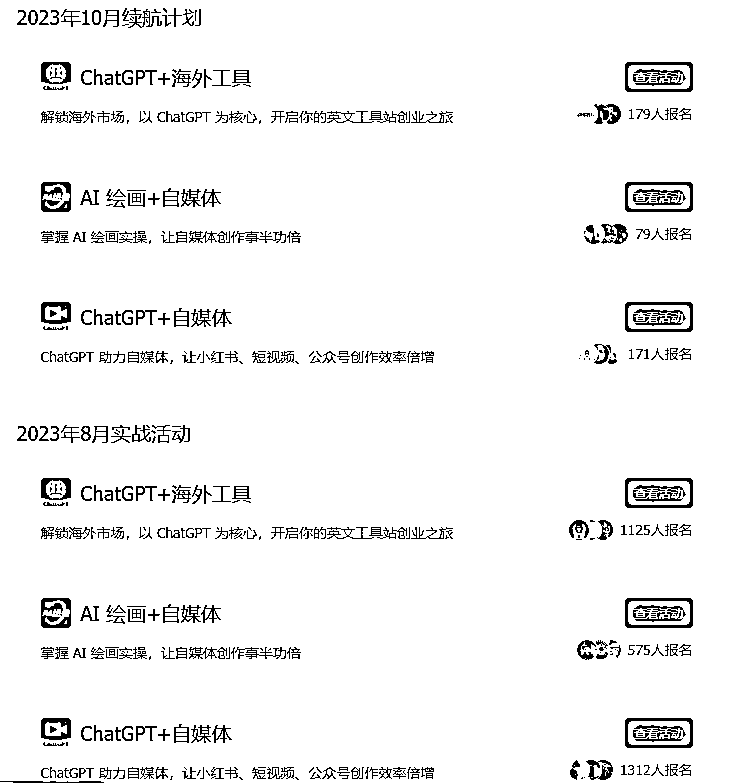 2023年10月续航计划
ChatGPT+海外工具
查看活动
解锁海外市场，以 ChatGPT 为核心，开启你的英文工具站创业之旅
179人报名
AI 绘画+自媒体
查看活动
掌握 AI 绘画实操，让自媒体创作事半功倍
79人报名
ChatGPT+自媒体
查看活动
ChatGPT 助力自媒体，让小红书、短视频、公众号创作效率倍增
171人报名
2023年8月实战活动
ChatGPT+海外工具
查看活动
解锁海外市场，以 ChatGPT 为核心，开启你的英文工具站创业之旅
1125人报名
AI 绘画+自媒体
查看活动
掌握 AI 绘画实操，让自媒体创作事半功倍
575人报名
ChatGPT+自媒体
查看活动
ChatGPT 助力自媒体，让小红书、短视频、公众号创作效率倍增
1312人报名